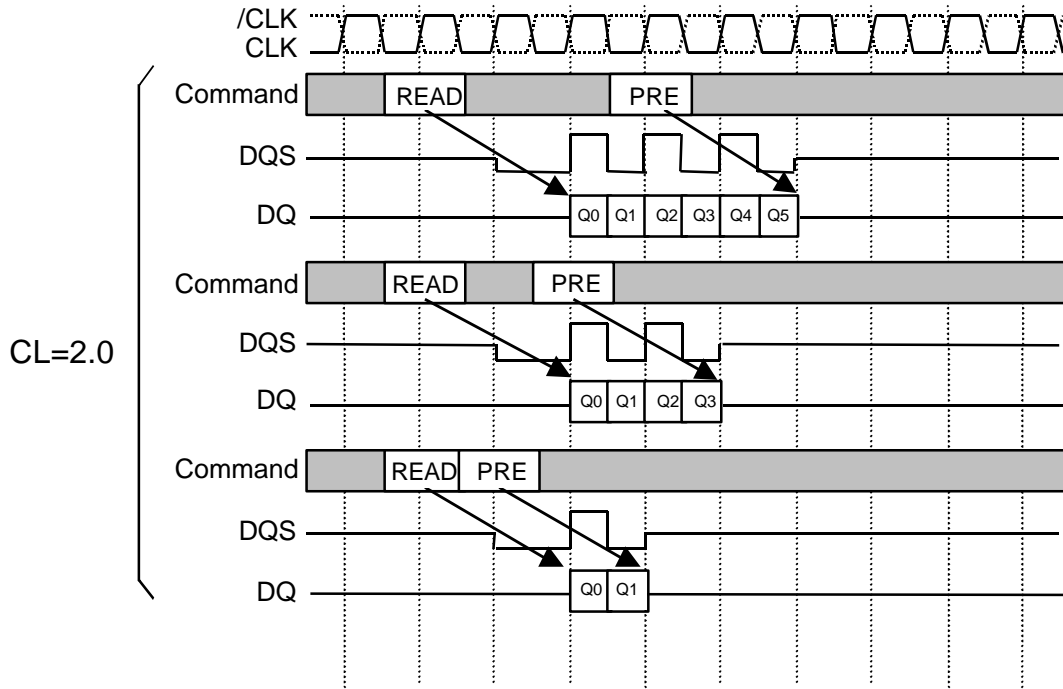 /CLK
CLK
Command READ PRE
DQS
DQ Q0 Q1 Q2 Q3 Q4 Q5
Command READ PRE
CL=2.0
DQS
DQ Q0 Q1 Q2 Q3
Command READ PRE
DQS
DQ Q0 Q1